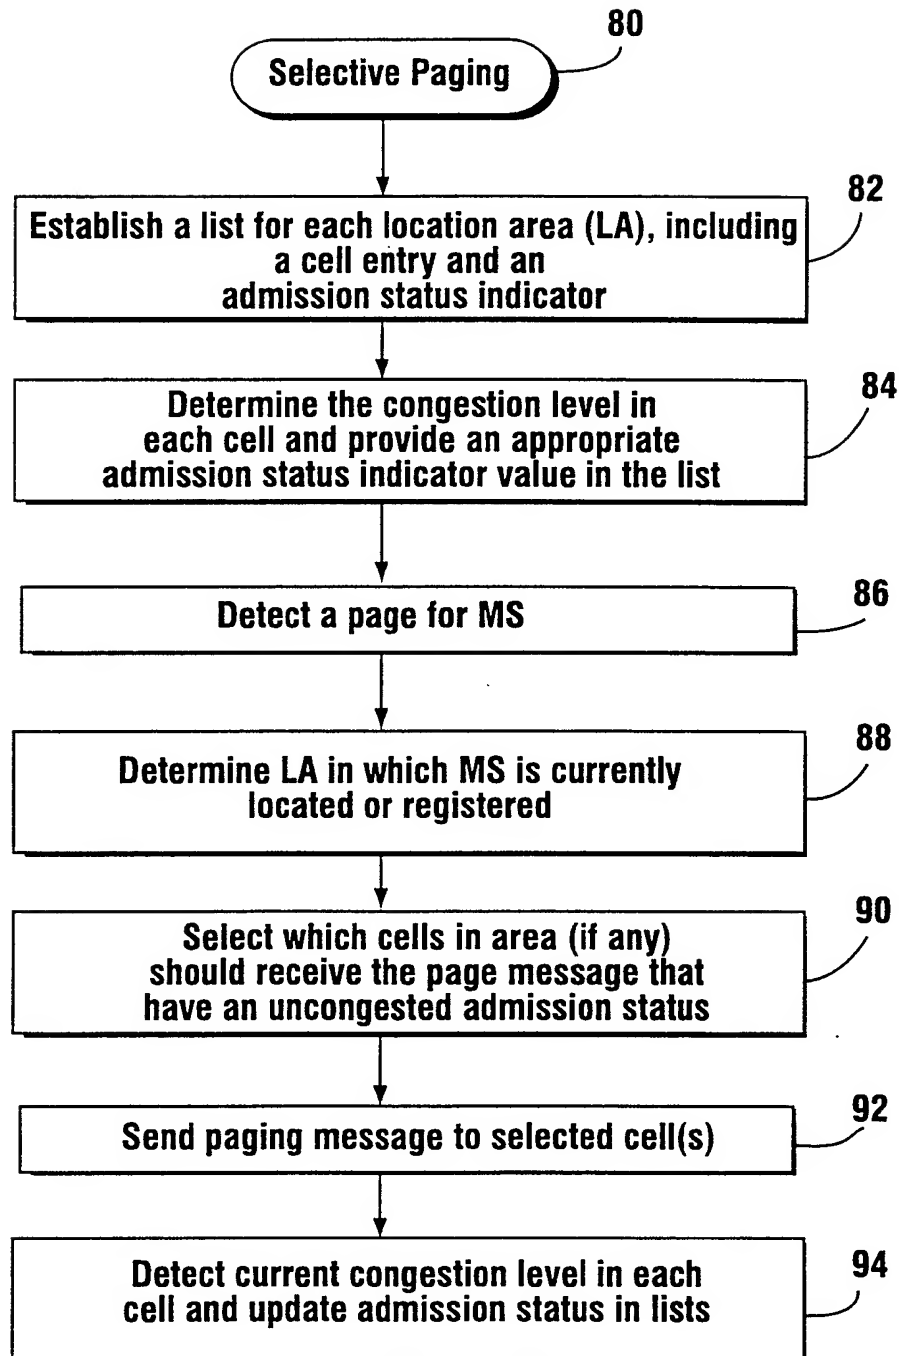 80
Selective Paging
82
Establish a list for each location area (LA), including
a cell entry and an
admission status indicator
84
Determine the congestion level in
each cell and provide an appropriate
admission status indicator value in the list
86
Detect a page for MS
88
Determine LA in which MS is currently
located or registered
90
Select which cells in area (if any)
should receive the page message that
have an uncongested admission status
92
Send paging message to selected cell(s)
94
Detect current congestion level in each
cell and update admission status in lists